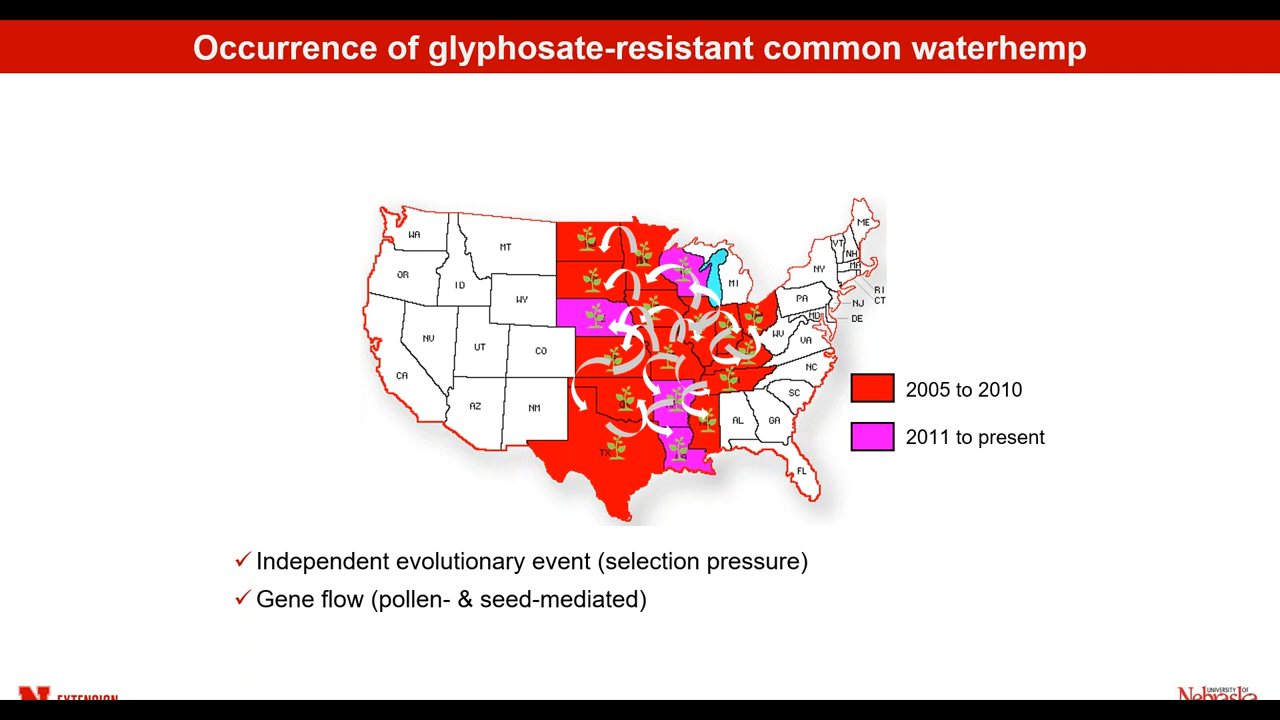 Occurrence of glyphosate-resistant common waterhemp
WA
MT
ME
OR
ID
WY
NV
UT
CO
CA
AZ
NM
TX
MI
VT
NH
MA
NY
RI
CT
PA
NJ
MD
DE
WV
VA
NC
SC
AL
GA
FL
2005 to 2010
2011 to present
Independent evolutionary event (selection pressure)
Gene flow (pollen- & seed-mediated)
N EXTENSION
UNIVERSITY OF
Nebraska